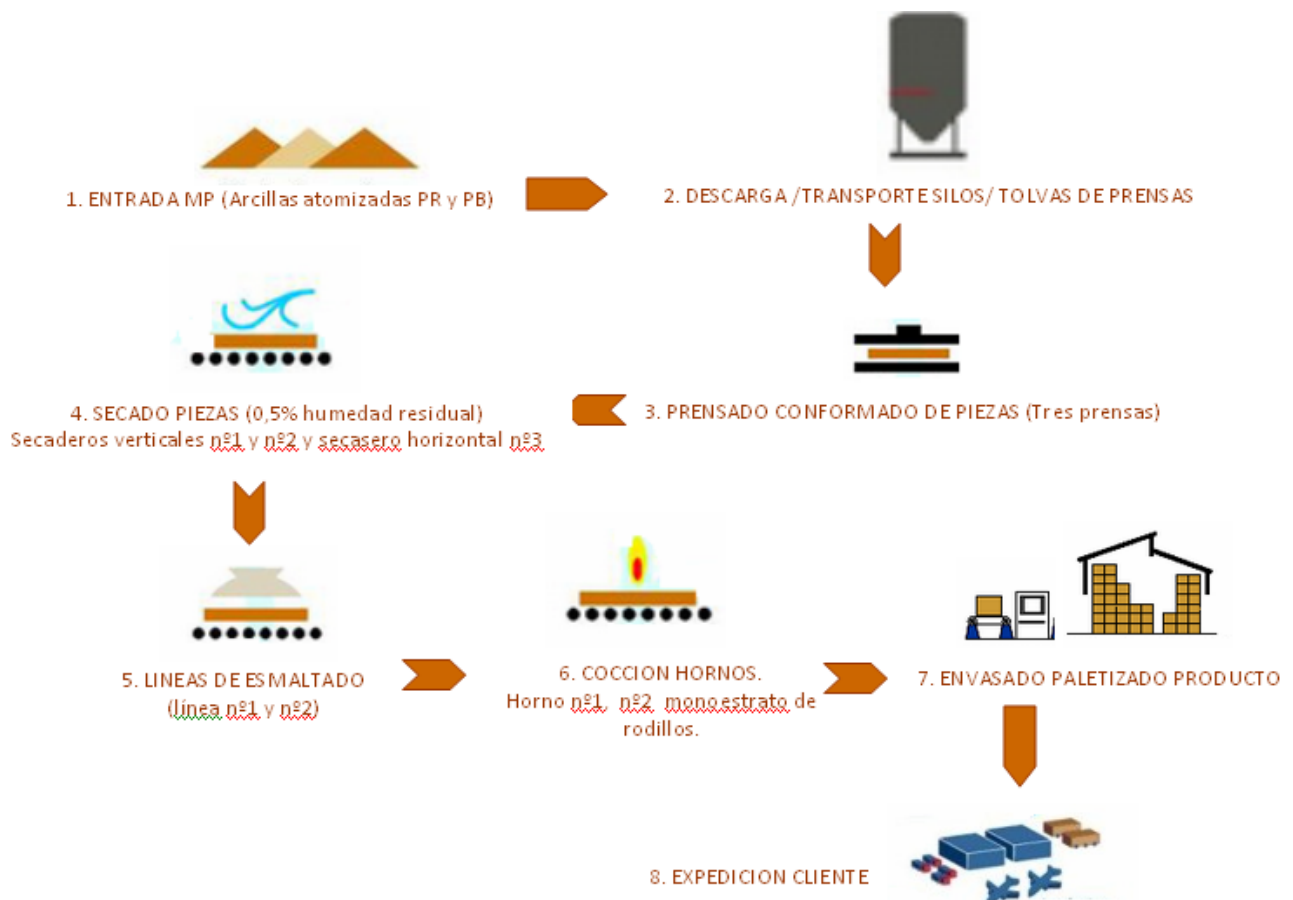 1. ENTRADA MP (Arcillas atomizadas PR y PB)
2. DESCARGA /TRANSPORTE SILOS/ TOLVAS DE PRENSAS
3. PRENSADO CONFORMADO DE PIEZAS (Tres prensas)
4. SECADO PIEZAS (0,5% humedad residual)
Secaderos verticales nº1 y nº2 y secasero horizontal nº3
5. LINEAS DE ESMALTADO
(línea nº1 y nº2)
6. COCCION HORNOS.
Horno nº1, nº2 monoestrato de
rodillos.
7. ENVASADO PALETIZADO PRODUCTO
8. EXPEDICION CLIENTE